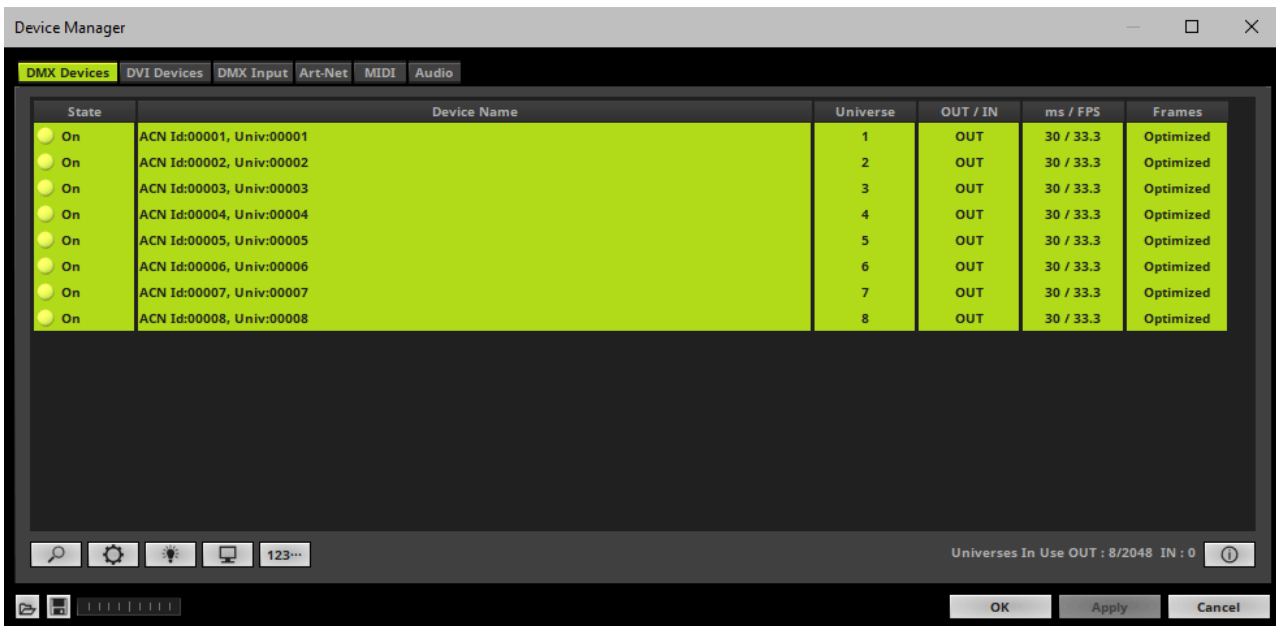 Device Manager
DMX Devices DVI Devices DMX Input Art-Net MIDI Audio
State Device Name Universe OUT / IN ms / FPS Frames
On ACN Id:00001, Univ:00001 1 OUT 30 / 33.3 Optimized
On ACN Id:00002, Univ:00002 2 OUT 30 / 33.3 Optimized
On ACN Id:00003, Univ:00003 3 OUT 30 / 33.3 Optimized
On ACN Id:00004, Univ:00004 4 OUT 30 / 33.3 Optimized
On ACN Id:00005, Univ:00005 5 OUT 30 / 33.3 Optimized
On ACN Id:00006, Univ:00006 6 OUT 30 / 33.3 Optimized
On ACN Id:00007, Univ:00007 7 OUT 30 / 33.3 Optimized
On ACN Id:00008, Univ:00008 8 OUT 30 / 33.3 Optimized
123... Universes In Use OUT : 8/2048 IN : 0
OK Apply Cancel